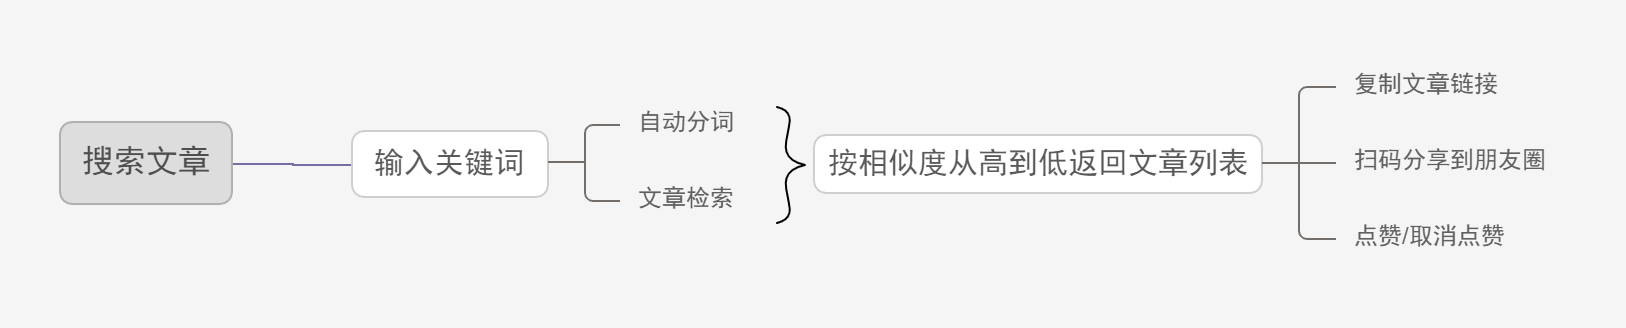 搜索文章
输入关键词
自动分词
文章检索
按相似度从高到低返回文章列表
复制文章链接
扫码分享到朋友圈
点赞/取消点赞